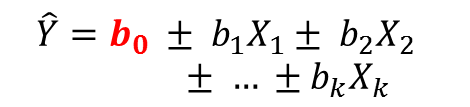 Ŷ = b₀ ± b₁X₁ ± b₂X₂
± … ± bₖXₖ